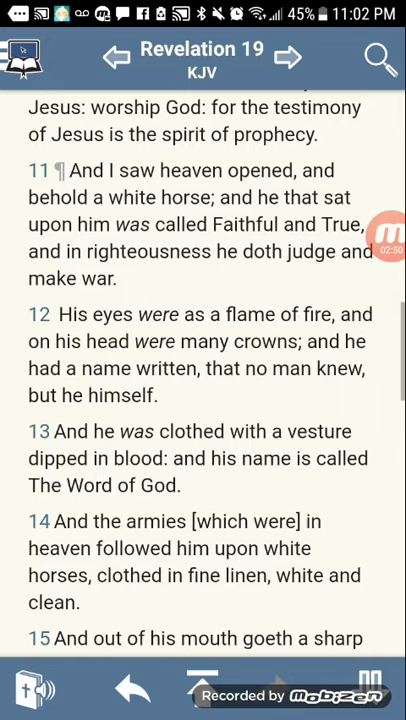 45% 11:02 PM
Revelation 19
KJV
Jesus: worship God: for the testimony
of Jesus is the spirit of prophecy.
11 ¶ And I saw heaven opened, and
behold a white horse; and he that sat
upon him was called Faithful and True,
and in righteousness he doth judge and
make war.
M
02:50
12 His eyes were as a flame of fire, and
on his head were many crowns; and he
had a name written, that no man knew,
but he himself.
13 And he was clothed with a vesture
dipped in blood: and his name is called
The Word of God.
14 And the armies [which were] in
heaven followed him upon white
horses, clothed in fine linen, white and
clean.
15 And out of his mouth goeth a sharp
Recorded by mobizen